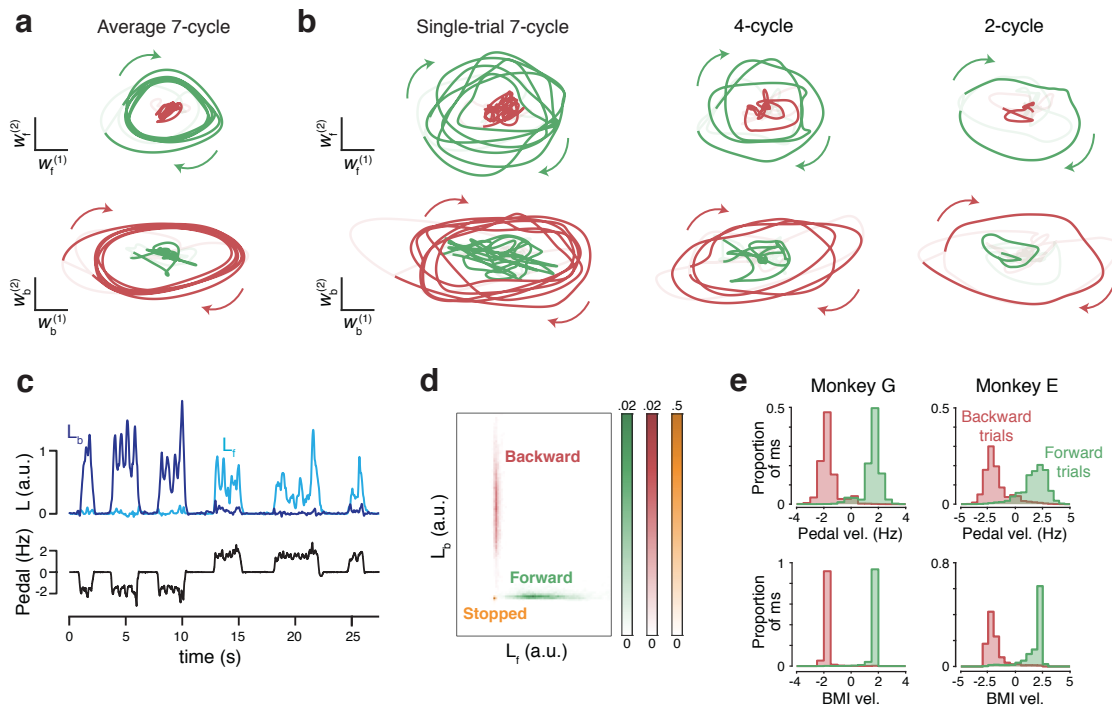 a
Average 7-cycle
w_f^(2)
w_f^(1)
w_b^(2)
w_b^(1)
b
Single-trial 7-cycle
4-cycle
2-cycle
w_f^(2)
w_f^(1)
w_b^(2)
w_b^(1)
c
L_b
L_f
L (a.u.)
1
0
Pedal (Hz)
2
0
-2
0 5 10 15 20 25
time (s)
d
.02 .02 .5
Backward
Forward
Stopped
0 0 0
L_b (a.u.)
L_f (a.u.)
e
Monkey G
Monkey E
Proportion
of ms
0.5
0
-4 -2 0 2 4
Pedal vel. (Hz)
0.5
0
Backward
trials
Forward
trials
-5 -2.5 0 2.5 5
Pedal vel. (Hz)
Proportion
of ms
1
0
-4 -2 0 2 4
BMI vel.
0.8
0
-5 -2.5 0 2.5 5
BMI vel.